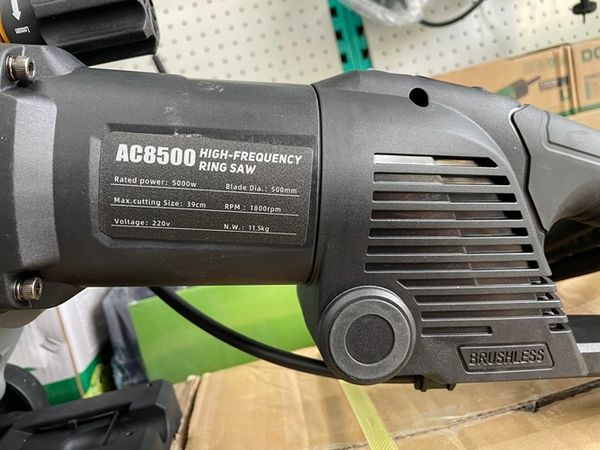 Loosen
AC8500 HIGH-FREQUENCY
RING SAW
Rated power: 5000w Blade Dia.: 500mm
Max.cutting Size: 39cm RPM : 1800rpm
Voltage: 220v N.W.: 11.5kg
BRUSHLESS